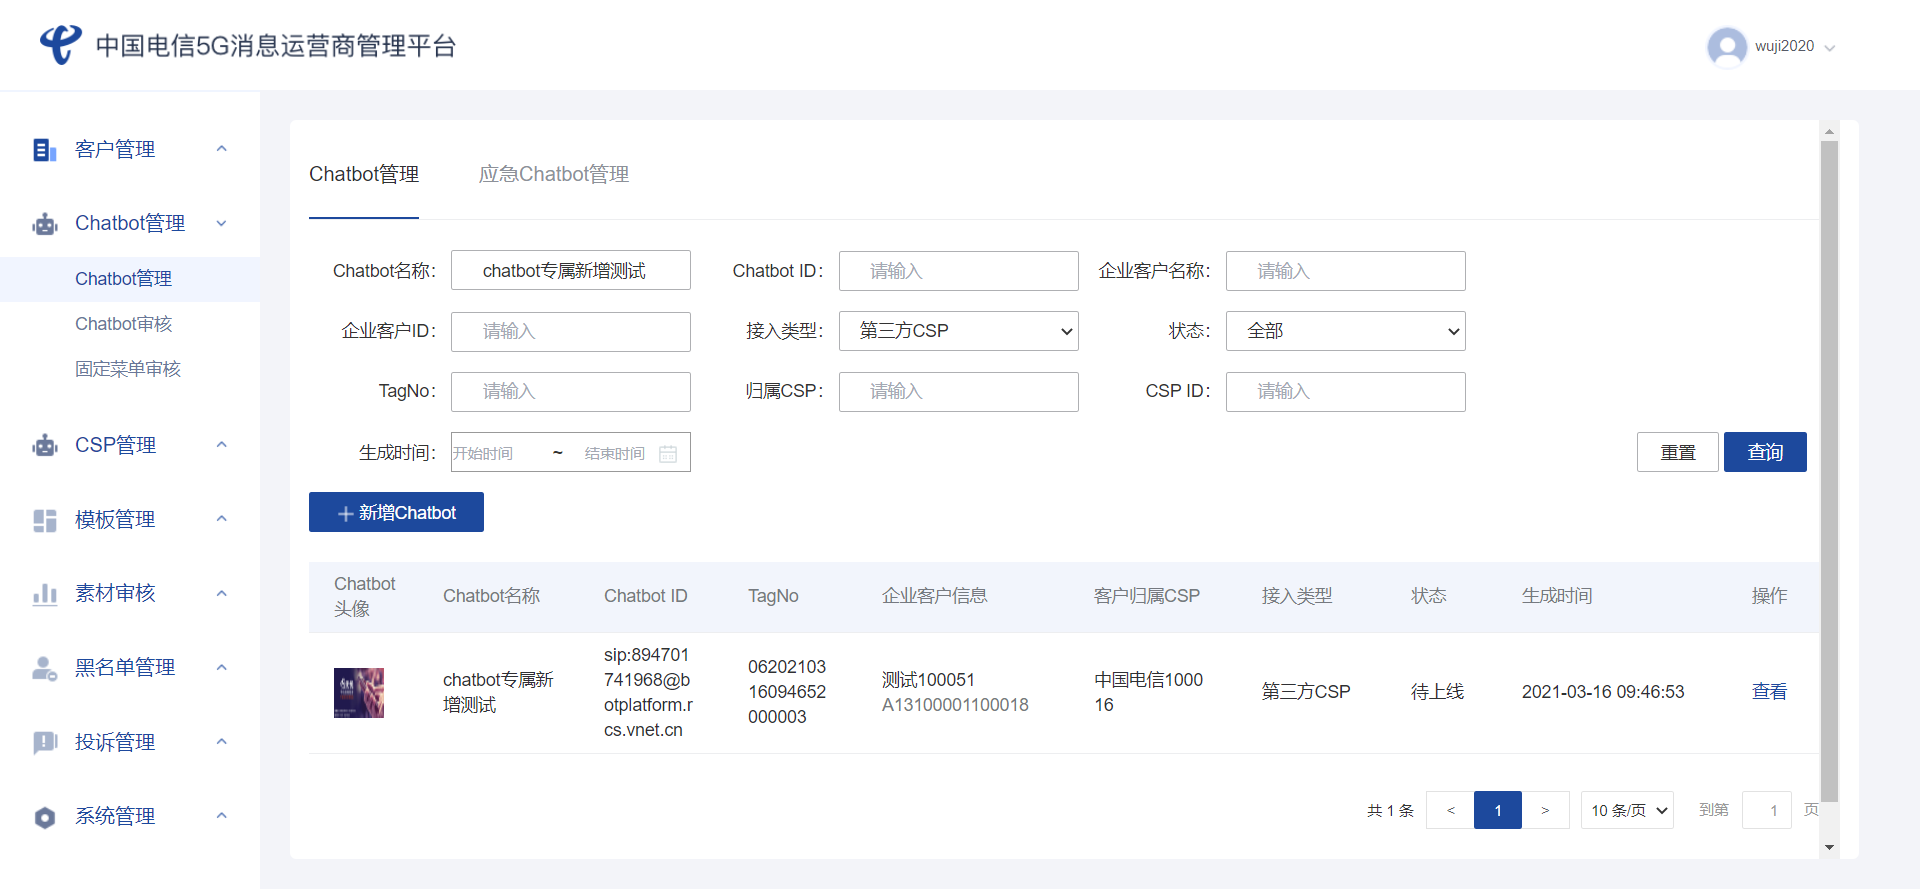 中国电信5G消息运营商管理平台
wuji2020
客户管理
Chatbot管理
Chatbot管理
Chatbot审核
固定菜单审核
CSP管理
模板管理
素材审核
黑名单管理
投诉管理
系统管理
Chatbot管理 应急Chatbot管理
Chatbot名称: chatbot专属新增测试 Chatbot ID: 请输入 企业客户名称: 请输入
企业客户ID: 请输入 接入类型: 第三方CSP 状态: 全部
TagNo: 请输入 归属CSP: 请输入 CSP ID: 请输入
生成时间: 开始时间 ~ 结束时间 重置 查询
新增Chatbot
Chatbot
头像
Chatbot名称 Chatbot ID TagNo 企业客户信息 客户归属CSP 接入类型 状态 生成时间 操作
chatbot专属新
增测试
sip:894701
741968@b
otplatform.r
cs.vnet.cn
06202103
16094652
000003
测试100051
A13100001100018
中国电信1000
16
第三方CSP
待上线
2021-03-16 09:46:53
查看
共 1 条 < 1 > 10 条/页 到第 1 页